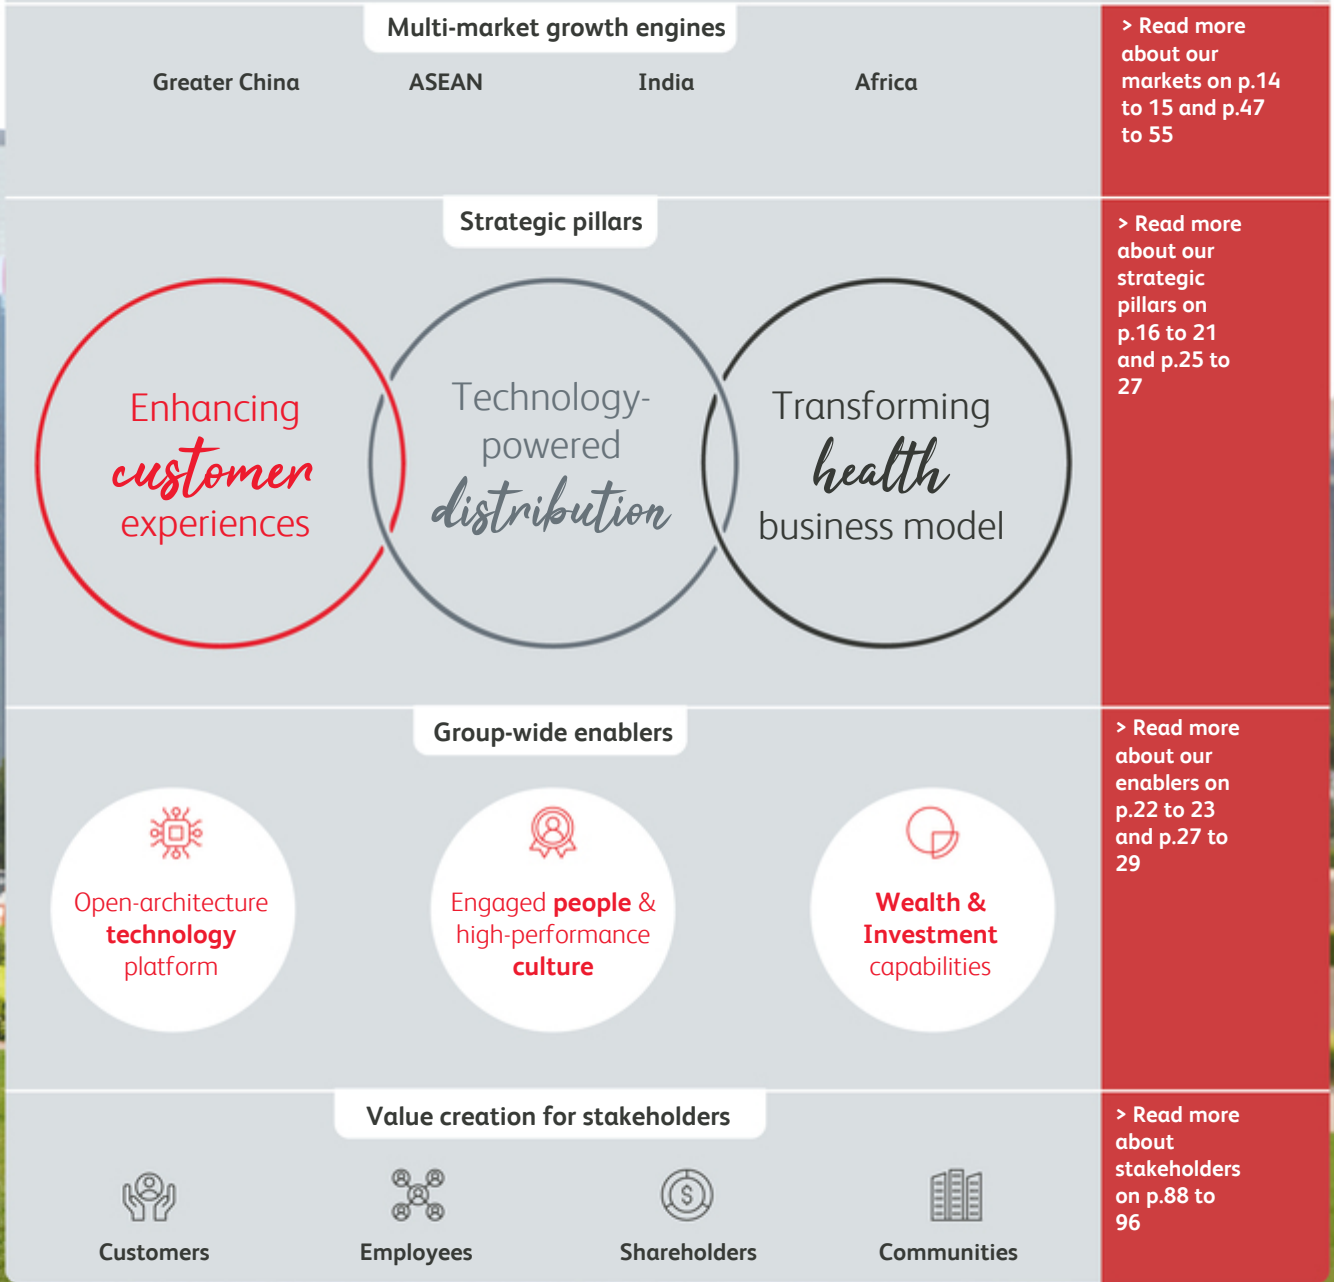 Multi-market growth engines
Greater China
ASEAN
India
Africa
> Read more
about our
markets on p.14
to 15 and p.47
to 55
Strategic pillars
Enhancing
customer
experiences
Technology-
powered
distribution
Transforming
health
business model
> Read more
about our
strategic
pillars on
p.16 to 21
and p.25 to
27
Group-wide enablers
Open-architecture
technology
platform
Engaged people &
high-performance
culture
Wealth &
Investment
capabilities
> Read more
about our
enablers on
p.22 to 23
and p.27 to
29
Value creation for stakeholders
Customers
Employees
Shareholders
Communities
> Read more
about
stakeholders
on p.88 to
96